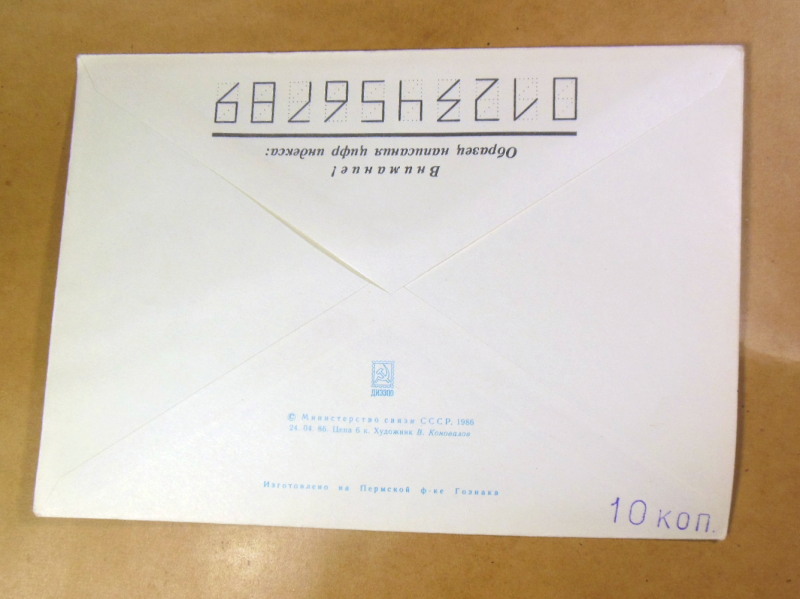 Внимание!
Образец написания цифр индекса:
0123456789
© Министерство связи СССР, 1986
24. 04. 86. Цена 6 к. Художник В. Коновалов
Изготовлено на Пермской ф-ке Гознака
10 коп.